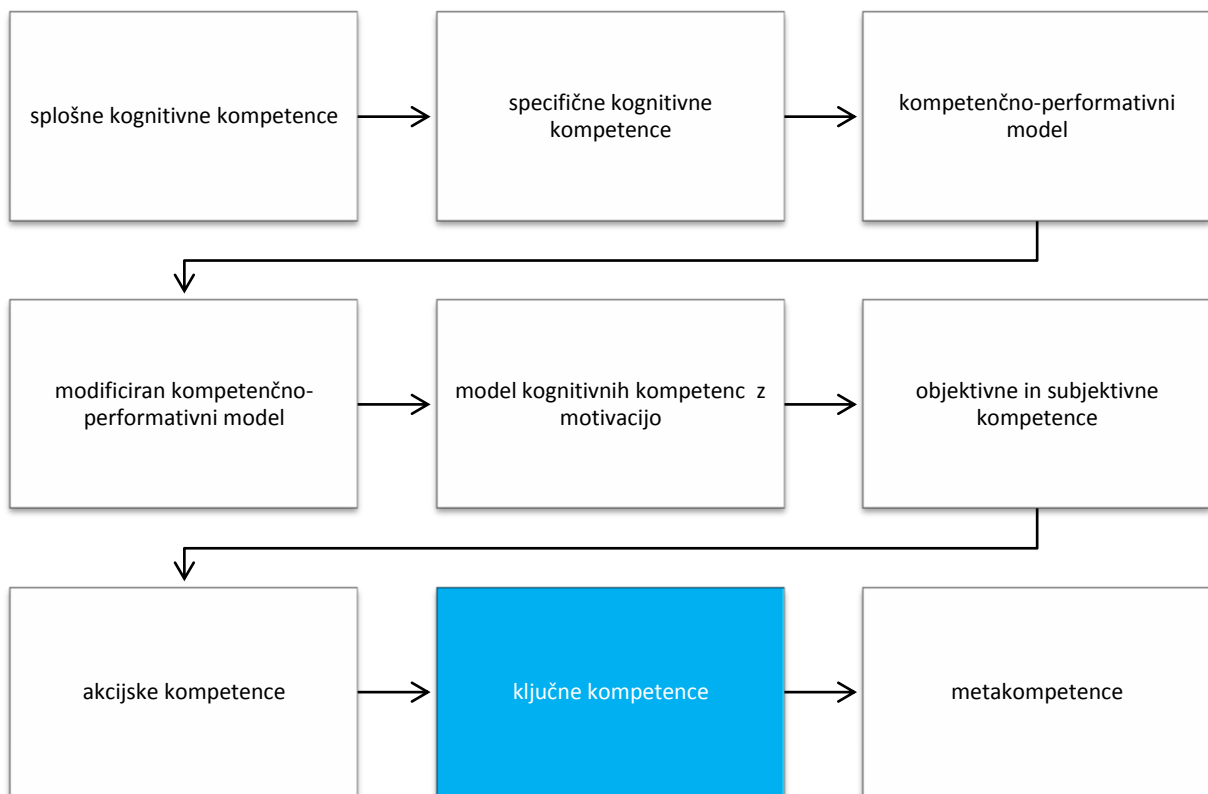 splošne kognitivne kompetence
specifične kognitivne
kompetence
kompetenčno-performativni
model
modificiran kompetenčno-
performativni model
model kognitivnih kompetenc z
motivacijo
objektivne in subjektivne
kompetence
akcijske kompetence
ključne kompetence
metakompetence